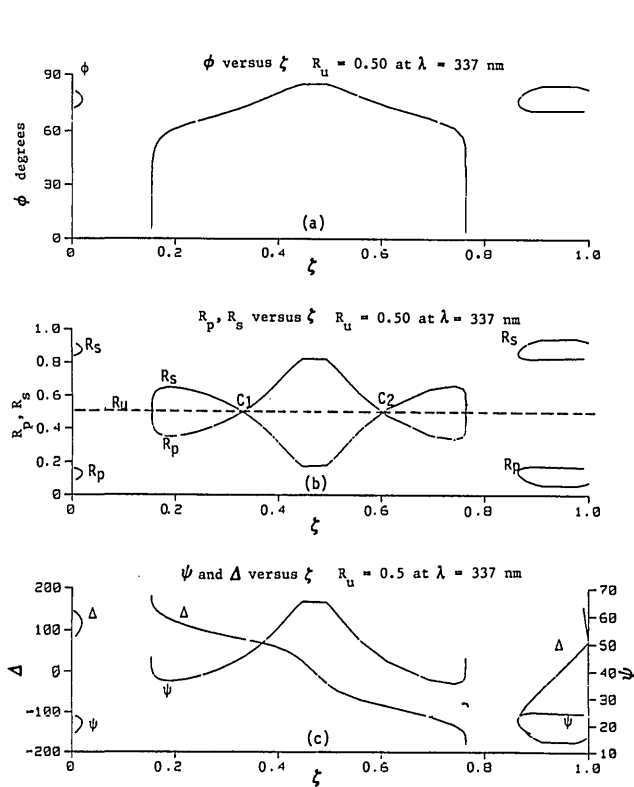 ϕ versus ζ R_u = 0.50 at λ = 337 nm
90
60
30
0
ϕ degrees
ϕ
(a)
0 0.2 0.4 0.6 0.8 1.0
ζ
R_p, R_s versus ζ R_u = 0.50 at λ = 337 nm
1.0
0.8
0.6
0.4
0.2
0
R_p, R_s
R_s
R_s
R_s
R_u
C1
C2
R_p
R_p
R_p
(b)
0 0.2 0.4 0.6 0.8 1.0
ζ
ψ and Δ versus ζ R_u = 0.5 at λ = 337 nm
200
100
0
-100
-200
Δ
Δ
Δ
Δ
ψ
ψ
ψ
(c)
70
60
50
40
30
20
10
ψ
0 0.2 0.4 0.6 0.8 1.0
ζ